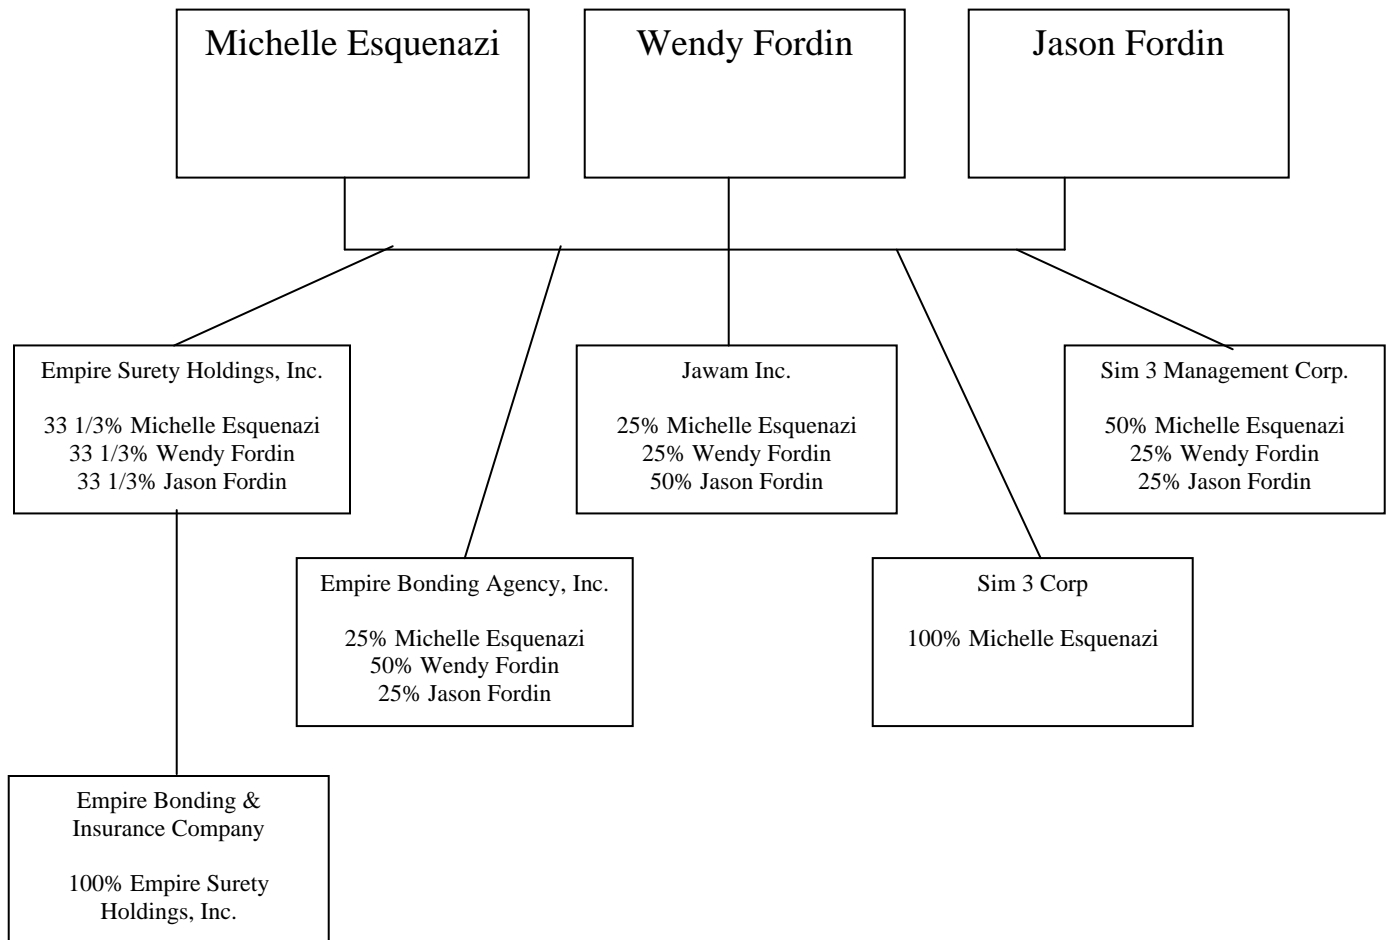 Michelle Esquenazi
Wendy Fordin
Jason Fordin
Empire Surety Holdings, Inc.
33 1/3% Michelle Esquenazi
33 1/3% Wendy Fordin
33 1/3% Jason Fordin
Jawam Inc.
25% Michelle Esquenazi
25% Wendy Fordin
50% Jason Fordin
Sim 3 Management Corp.
50% Michelle Esquenazi
25% Wendy Fordin
25% Jason Fordin
Empire Bonding Agency, Inc.
25% Michelle Esquenazi
50% Wendy Fordin
25% Jason Fordin
Sim 3 Corp
100% Michelle Esquenazi
Empire Bonding &
Insurance Company
100% Empire Surety
Holdings, Inc.